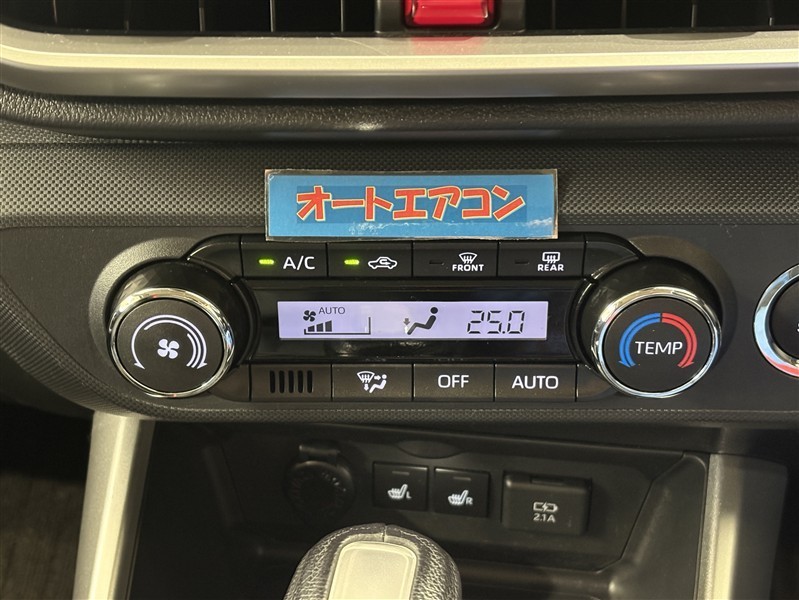 オートエアコン
A/C
FRONT
REAR
AUTO
25.0
TEMP
OFF
AUTO
L
R
2.1A